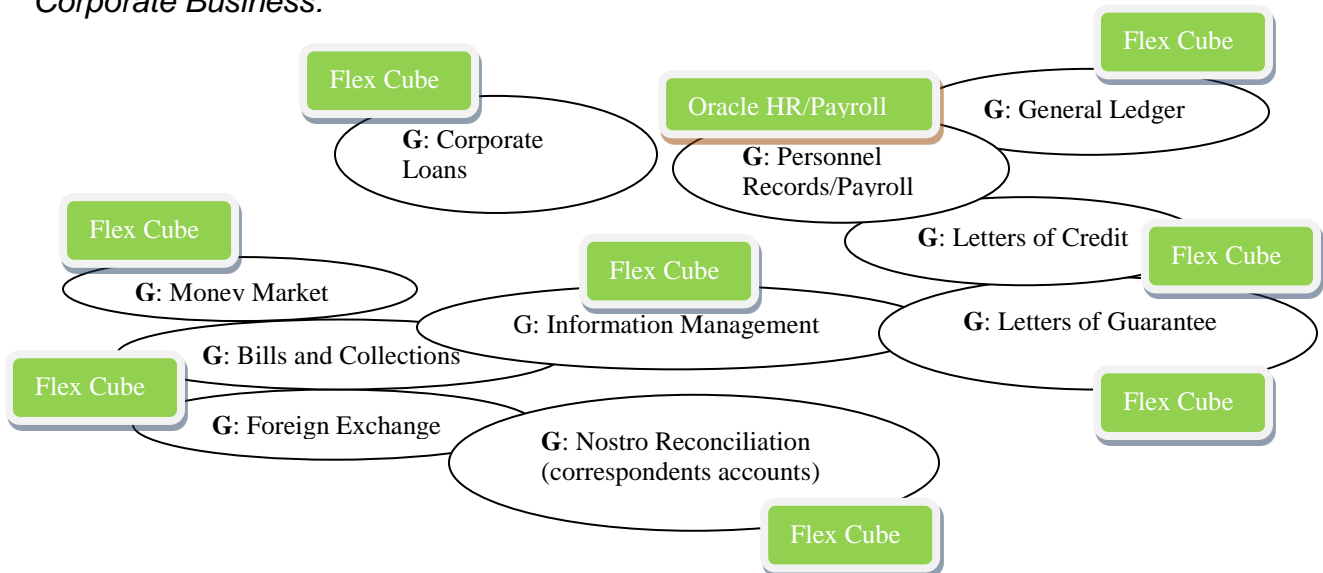 Corporate Business:
Flex Cube
Flex Cube
Oracle HR/Payroll
G: General Ledger
G: Corporate
Loans
G: Personnel
Records/Payroll
Flex Cube
G: Letters of Credit
Flex Cube
Flex Cube
G: Money Market
G: Information Management
G: Letters of Guarantee
G: Bills and Collections
Flex Cube
Flex Cube
G: Foreign Exchange
G: Nostro Reconciliation
(correspondents accounts)
Flex Cube